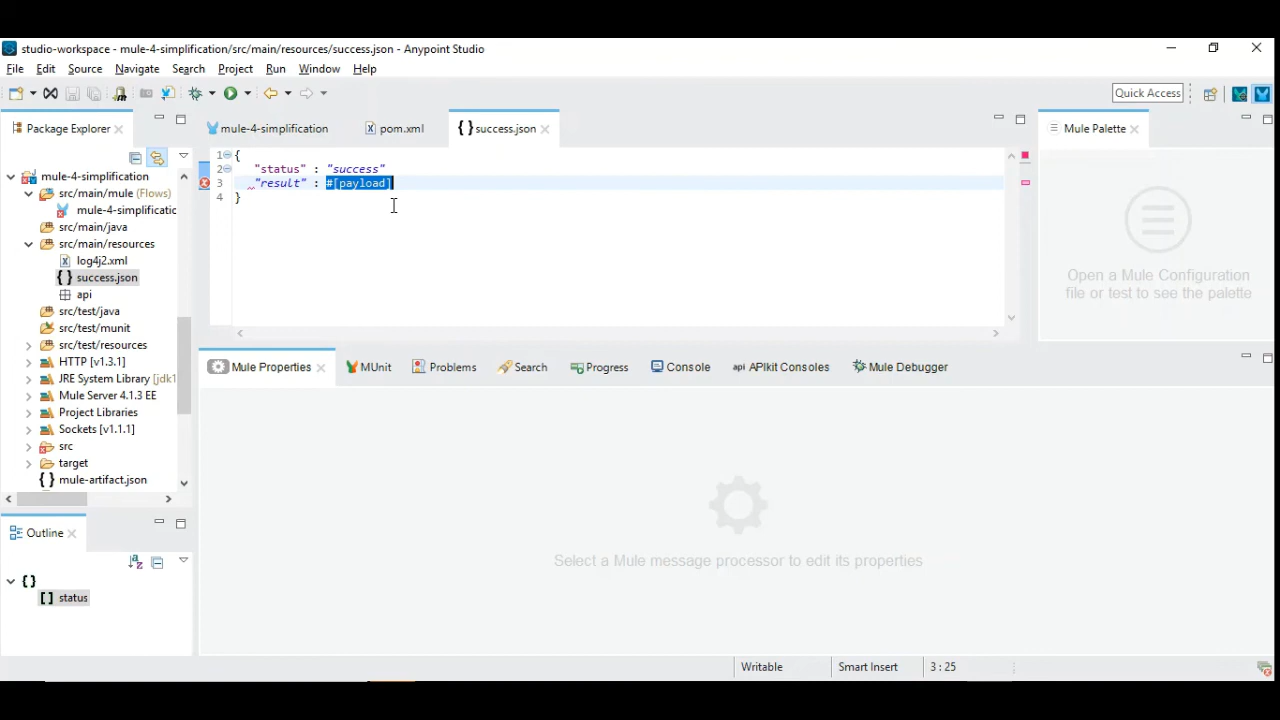 studio-workspace - mule-4-simplification/src/main/resources/success.json - Anypoint Studio
File Edit Source Navigate Search Project Run Window Help
Quick Access
Package Explorer
mule-4-simplification
pom.xml
{ } success.json
Mule Palette
mule-4-simplification
src/main/mule (Flows)
mule-4-simplificatic
src/main/java
src/main/resources
log4j2.xml
{ } success.json
api
src/test/java
src/test/munit
src/test/resources
HTTP [v1.3.1]
JRE System Library [jdk1
Mule Server 4.1.3 EE
Project Libraries
Sockets [v1.1.1]
src
target
{ } mule-artifact.json
1 {
2 "status" : "success"
3 "result" : #[payload]
4 }
Open a Mule Configuration
file or test to see the palette
Mule Properties
MUnit
Problems
Search
Progress
Console
api APIkit Consoles
Mule Debugger
Select a Mule message processor to edit its properties
Outline
{ }
[ ] status
Writable
Smart Insert
3 : 25